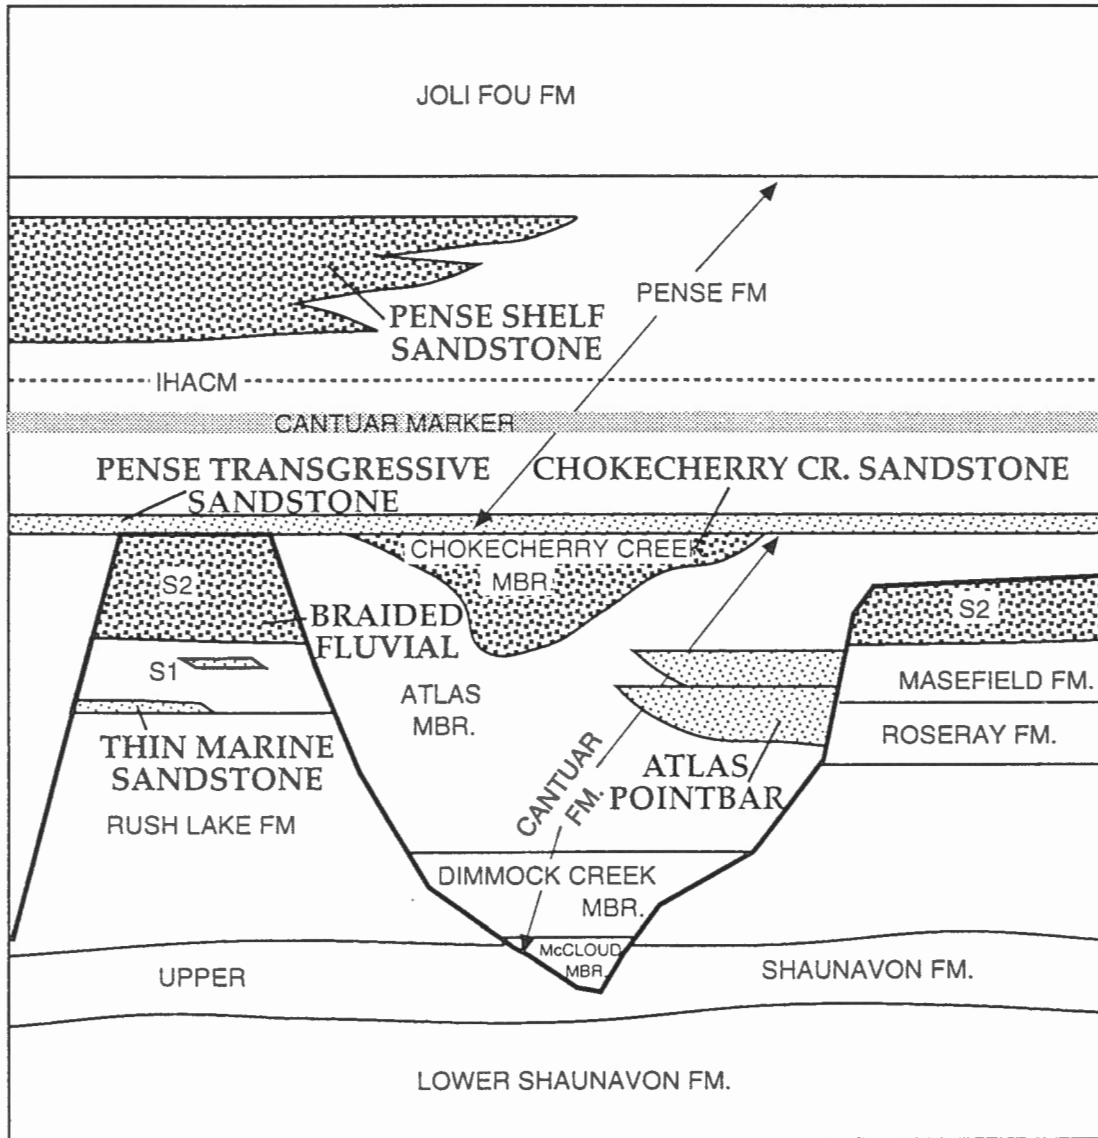 JOLI FOU FM
PENSE FM
PENSE SHELF
SANDSTONE
IHACM
CANTUAR MARKER
PENSE TRANSGRESSIVE
SANDSTONE
CHOKECHERRY CR. SANDSTONE
CHOKECHERRY CREEK
MBR.
S2
BRAIDED
FLUVIAL
S2
S1
ATLAS
MBR.
MASEFIELD FM.
ROSERAY FM.
THIN MARINE
SANDSTONE
ATLAS
POINTBAR
CANTUAR
FM.
RUSH LAKE FM
DIMMOCK CREEK
MBR.
McCLOUD
MBR.
UPPER
SHAUNAVON FM.
LOWER SHAUNAVON FM.